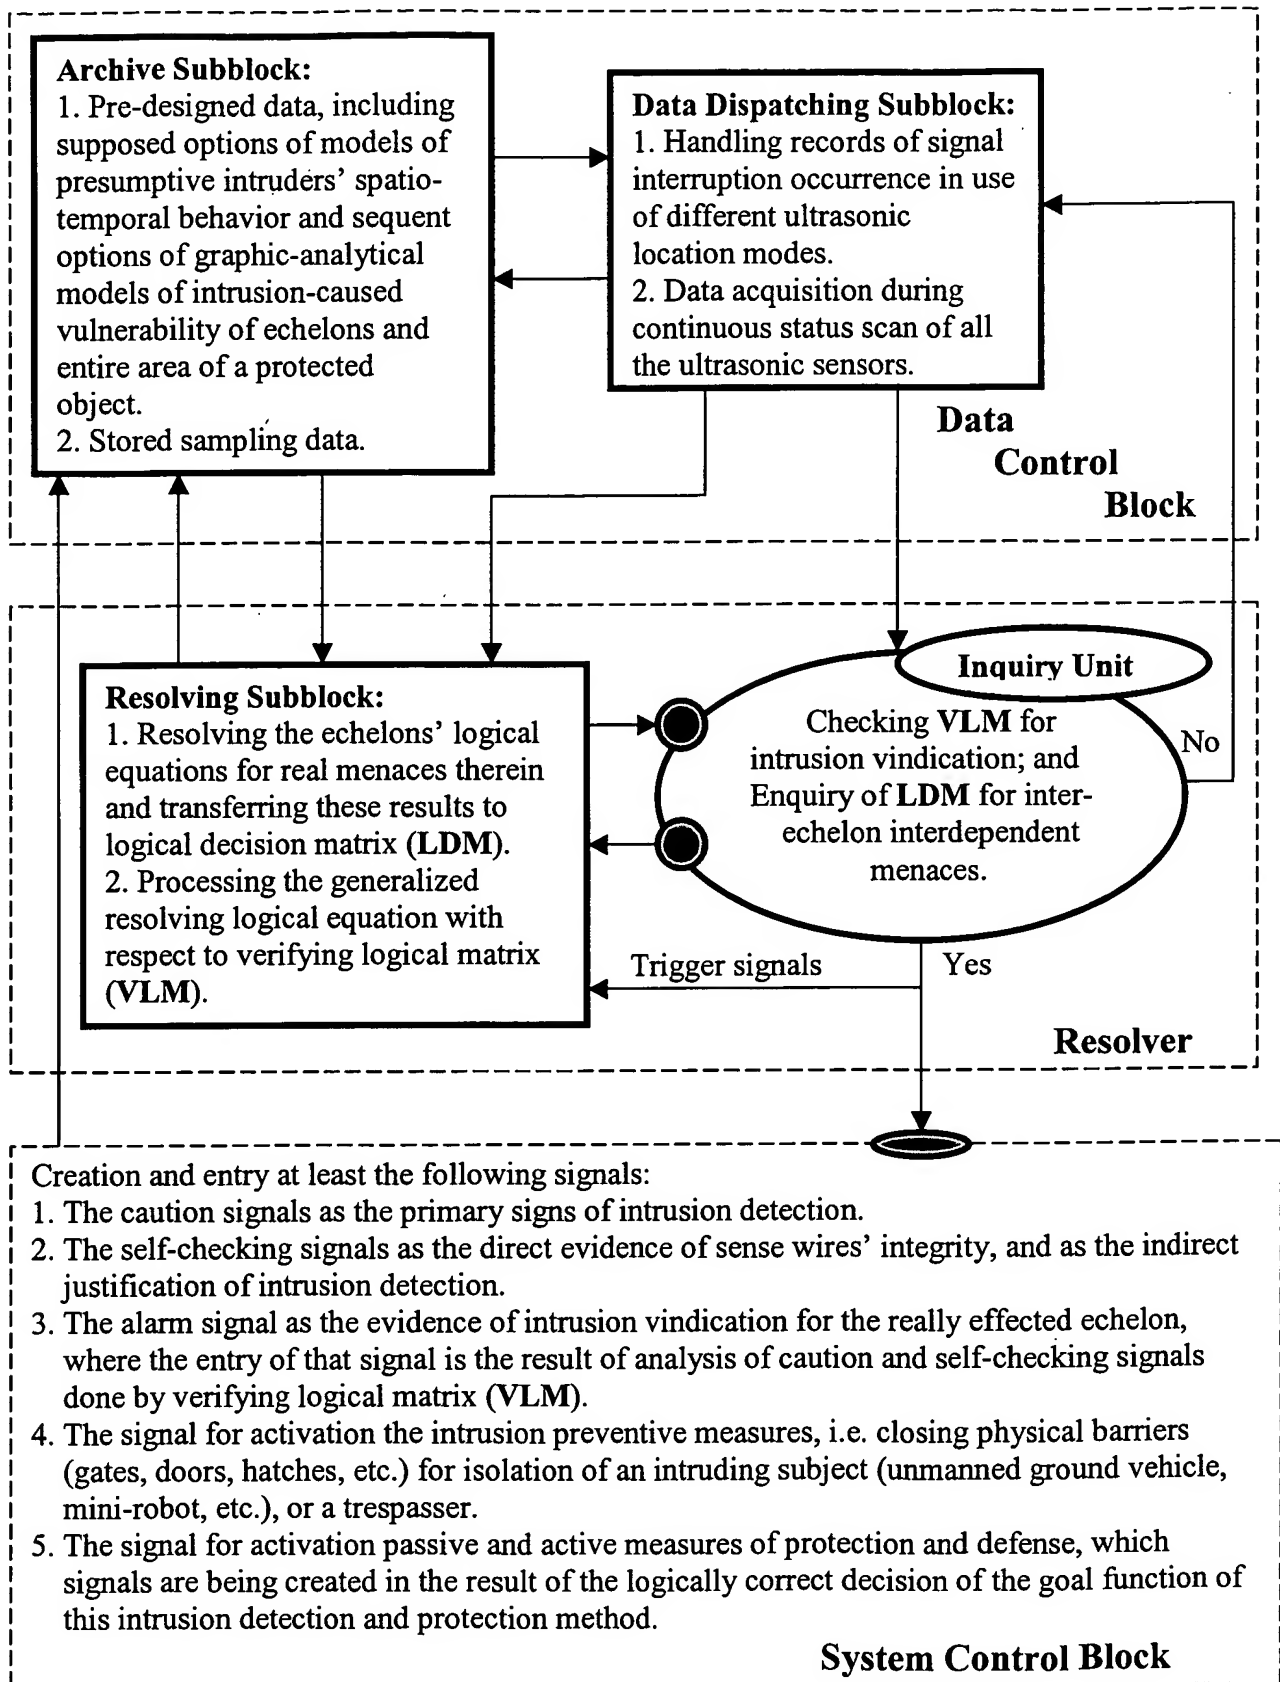 Archive Subblock:
1. Pre-designed data, including
supposed options of models of
presumptive intruders' spatio-
temporal behavior and sequent
options of graphic-analytical
models of intrusion-caused
vulnerability of echelons and
entire area of a protected
object.
2. Stored sampling data.
Data Dispatching Subblock:
1. Handling records of signal
interruption occurrence in use
of different ultrasonic
location modes.
2. Data acquisition during
continuous status scan of all
the ultrasonic sensors.
Data
Control
Block
Resolving Subblock:
1. Resolving the echelons' logical
equations for real menaces therein
and transferring these results to
logical decision matrix (LDM).
2. Processing the generalized
resolving logical equation with
respect to verifying logical matrix
(VLM).
Inquiry Unit
Checking VLM for
intrusion vindication; and
Enquiry of LDM for inter-
echelon interdependent
menaces.
No
Trigger signals
Yes
Resolver
Creation and entry at least the following signals:
1. The caution signals as the primary signs of intrusion detection.
2. The self-checking signals as the direct evidence of sense wires' integrity, and as the indirect
justification of intrusion detection.
3. The alarm signal as the evidence of intrusion vindication for the really effected echelon,
where the entry of that signal is the result of analysis of caution and self-checking signals
done by verifying logical matrix (VLM).
4. The signal for activation the intrusion preventive measures, i.e. closing physical barriers
(gates, doors, hatches, etc.) for isolation of an intruding subject (unmanned ground vehicle,
mini-robot, etc.), or a trespasser.
5. The signal for activation passive and active measures of protection and defense, which
signals are being created in the result of the logically correct decision of the goal function of
this intrusion detection and protection method.
System Control Block